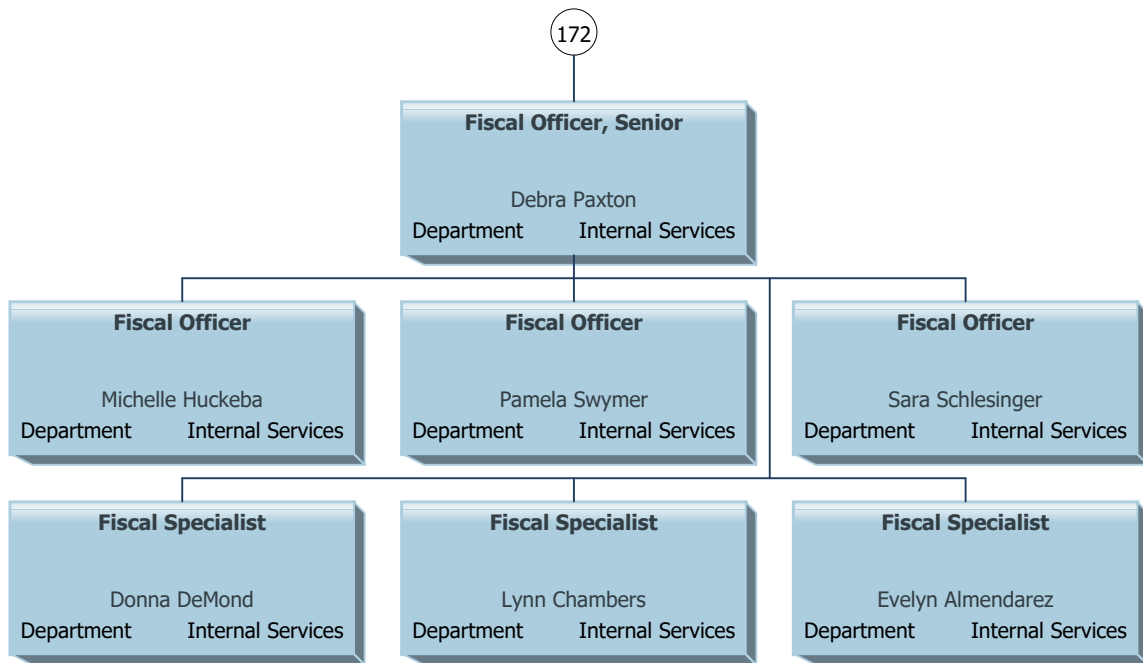 172
Fiscal Officer, Senior
Debra Paxton
Department Internal Services
Fiscal Officer
Michelle Huckeba
Department Internal Services
Fiscal Officer
Pamela Swymer
Department Internal Services
Fiscal Officer
Sara Schlesinger
Department Internal Services
Fiscal Specialist
Donna DeMond
Department Internal Services
Fiscal Specialist
Lynn Chambers
Department Internal Services
Fiscal Specialist
Evelyn Almendarez
Department Internal Services